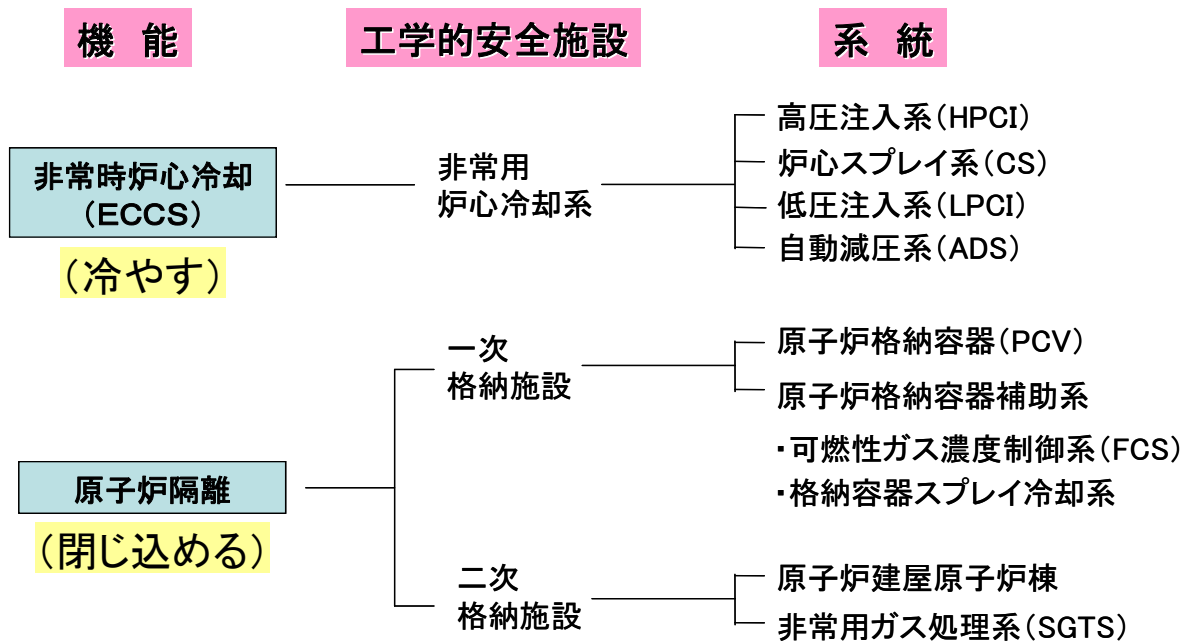 機 能
工学的安全施設
系 統
非常時炉心冷却
(ECCS)
(冷やす)
非常用
炉心冷却系
高圧注入系(HPCI)
炉心スプレイ系(CS)
低圧注入系(LPCI)
自動減圧系(ADS)
原子炉隔離
(閉じ込める)
一次
格納施設
原子炉格納容器(PCV)
原子炉格納容器補助系
・可燃性ガス濃度制御系(FCS)
・格納容器スプレイ冷却系
二次
格納施設
原子炉建屋原子炉棟
非常用ガス処理系(SGTS)